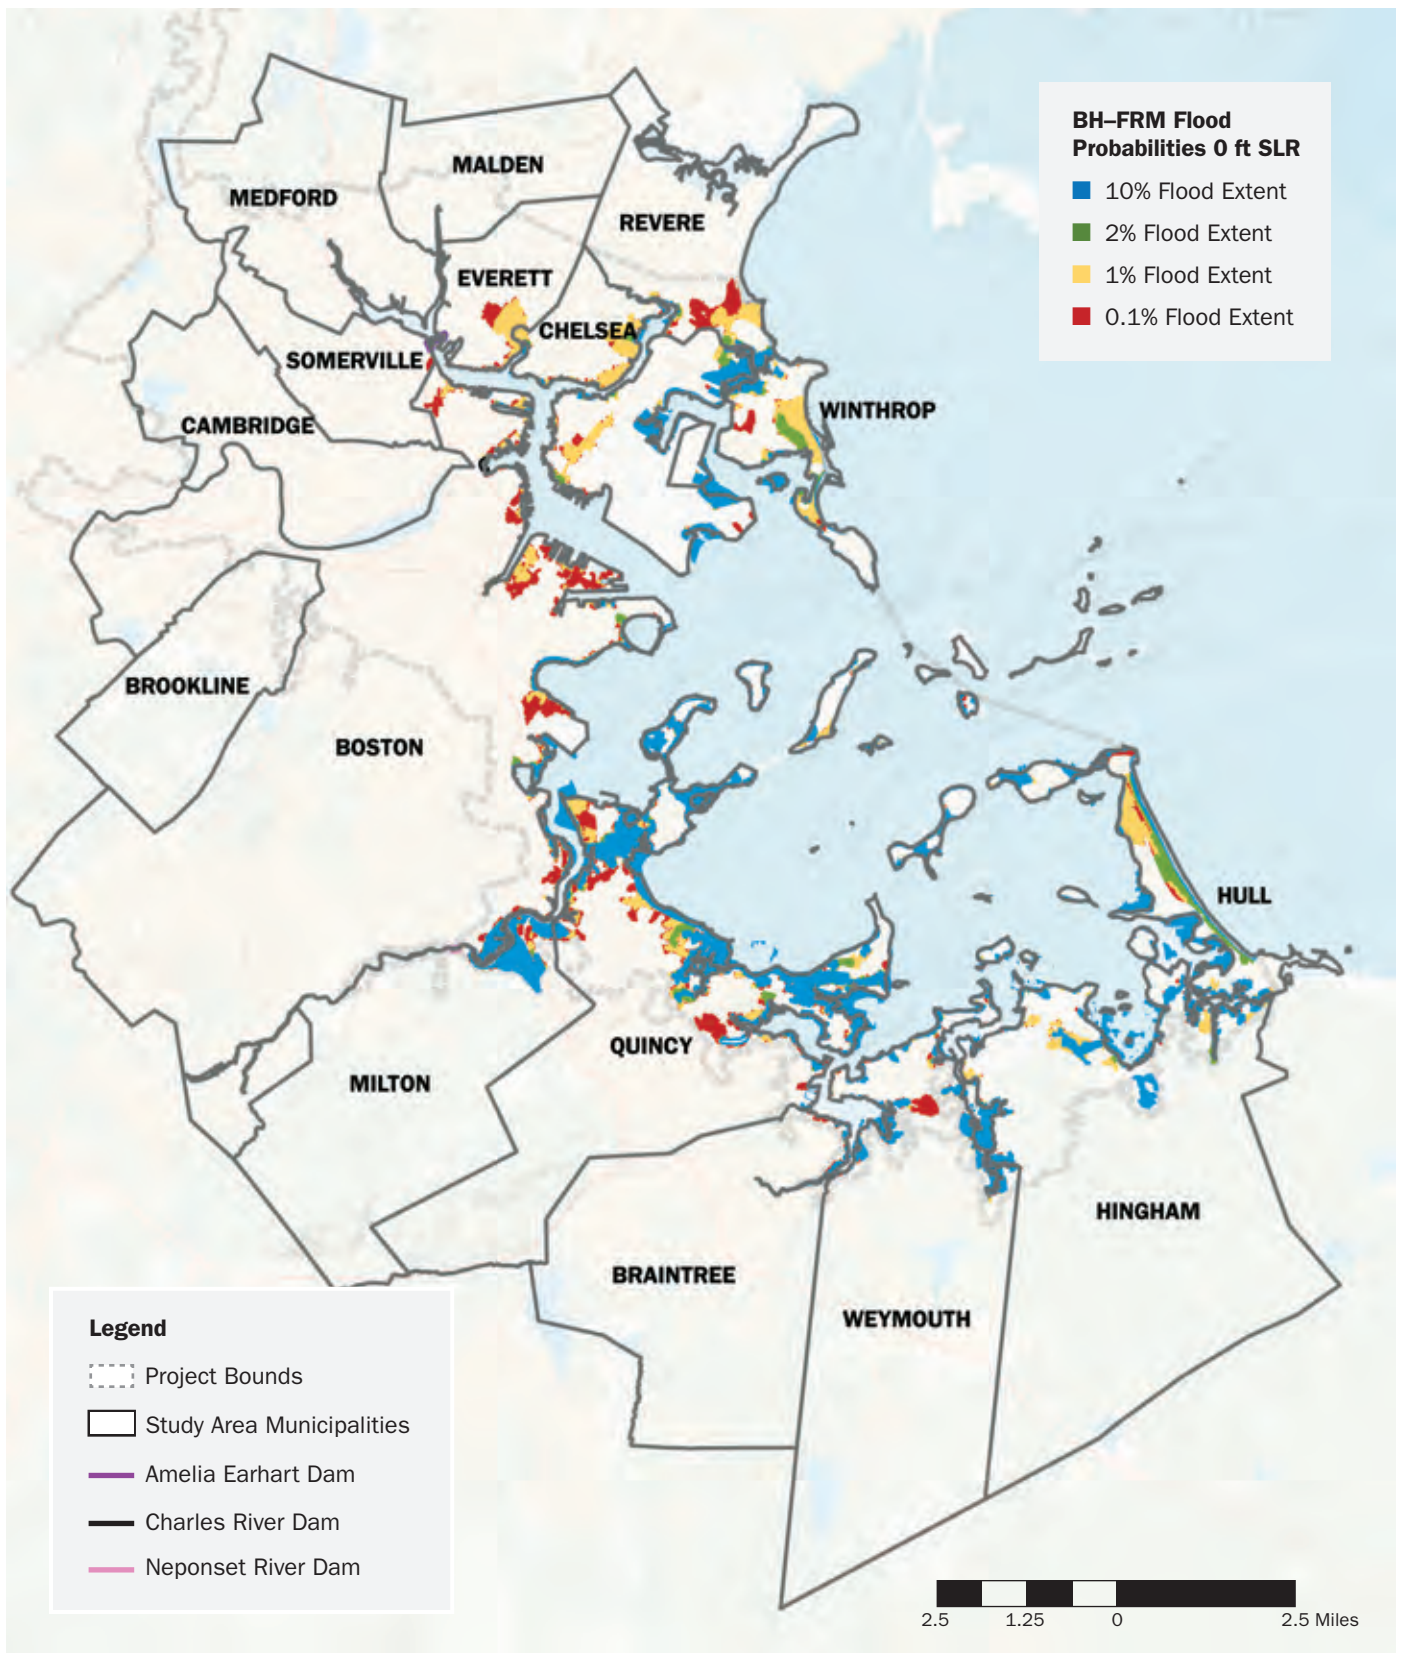 BH–FRM Flood
Probabilities 0 ft SLR
10% Flood Extent
2% Flood Extent
1% Flood Extent
0.1% Flood Extent
MALDEN
MEDFORD
REVERE
EVERETT
CHELSEA
SOMERVILLE
WINTHROP
CAMBRIDGE
BROOKLINE
BOSTON
HULL
QUINCY
MILTON
HINGHAM
BRAINTREE
WEYMOUTH
Legend
Project Bounds
Study Area Municipalities
Amelia Earhart Dam
Charles River Dam
Neponset River Dam
2.5 1.25 0 2.5 Miles